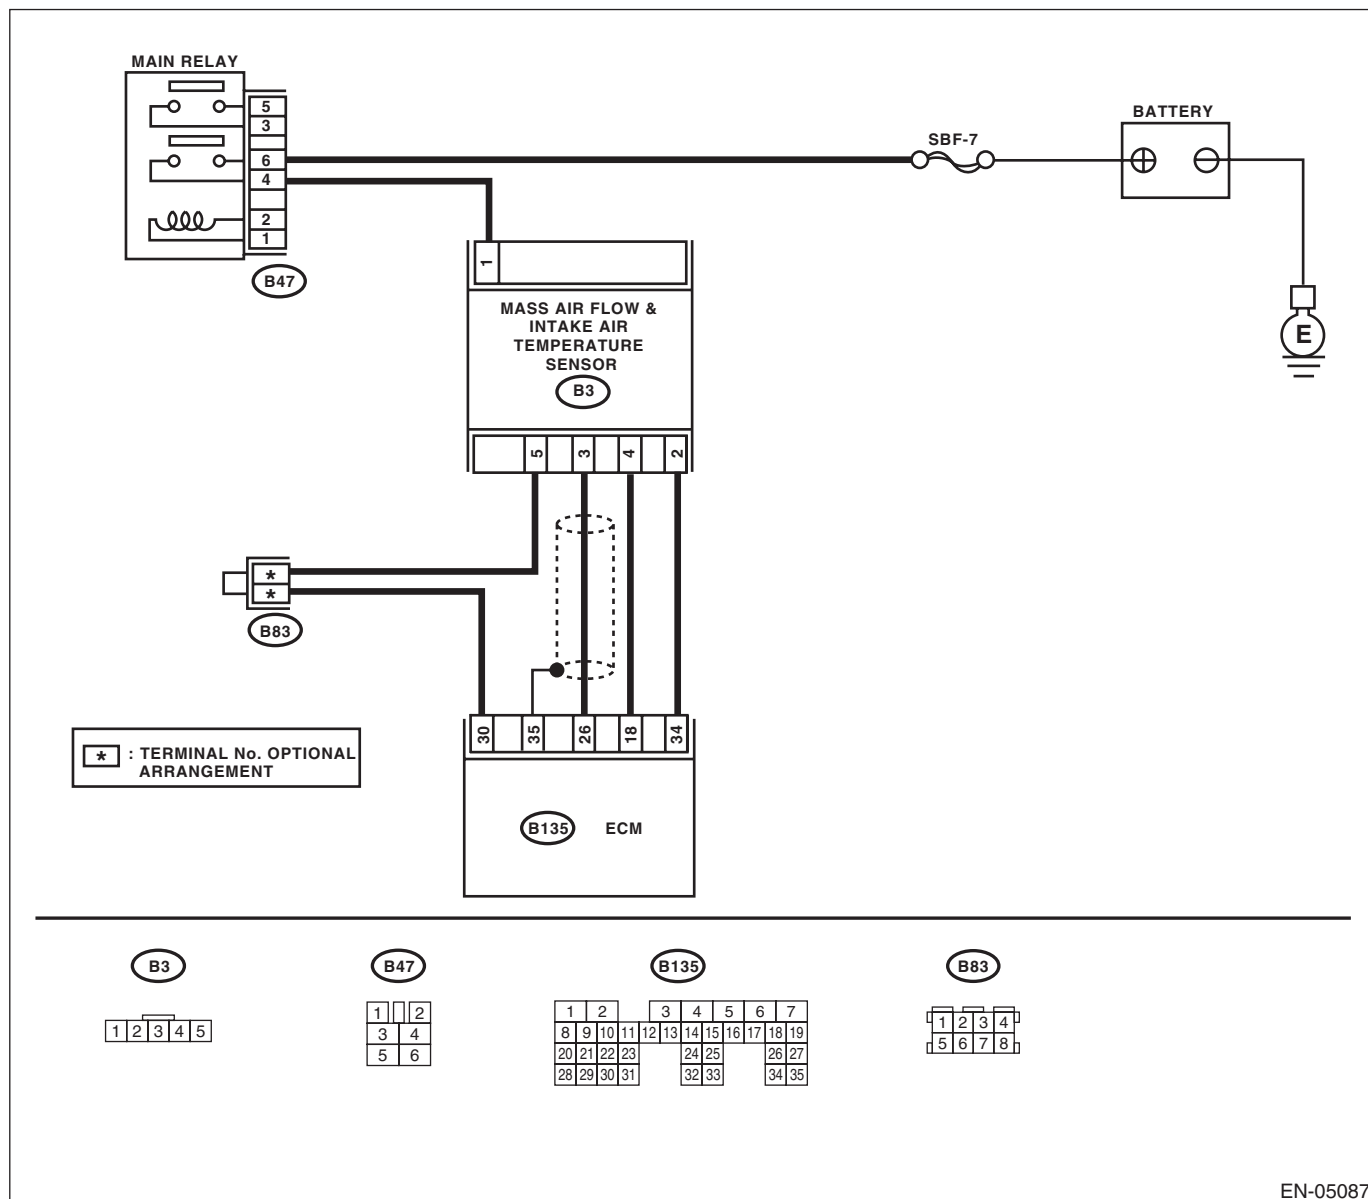 MAIN RELAY
BATTERY
SBF-7
5
3
6
4
2
1
B47
E
1
MASS AIR FLOW &
INTAKE AIR
TEMPERATURE
SENSOR
B3
5 3 4 2
*
*
B83
30 35 26 18 34
* : TERMINAL No. OPTIONAL
ARRANGEMENT
B135 ECM
B3 B47 B135 B83
1 2 3 4 5
1 2
3 4
5 6
1 2 3 4 5 6 7
8 9 10 11 12 13 14 15 16 17 18 19
20 21 22 23 24 25 26 27
28 29 30 31 32 33 34 35
1 2 3 4
5 6 7 8
EN-05087